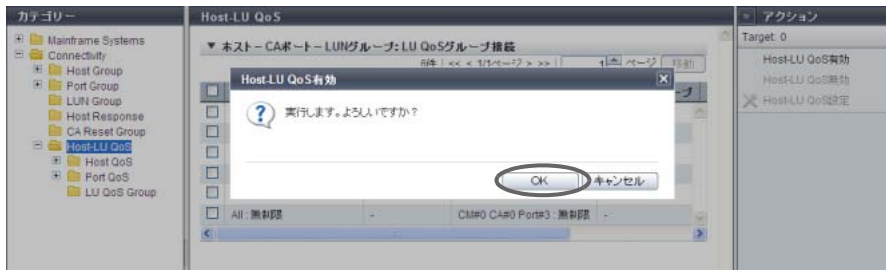 カテゴリー
Host-LU QoS
アクション
Mainframe Systems
Connectivity
Host Group
Port Group
LUN Group
Host Response
CA Reset Group
Host-LU QoS
Host QoS
Port QoS
LU QoS Group
▼ ホスト－CAポート－LUNグループ: LU QoSグループ接続
6件 | << < 1/1ページ > >> | 1 ページ 移動
ープ
Host-LU QoS有効
実行します。よろしいですか?
OK
キャンセル
All : 無制限 - CM#0 CA#0 Port#3 : 無制限 -
Target: 0
Host-LU QoS有効
Host-LU QoS無効
Host-LU QoS設定